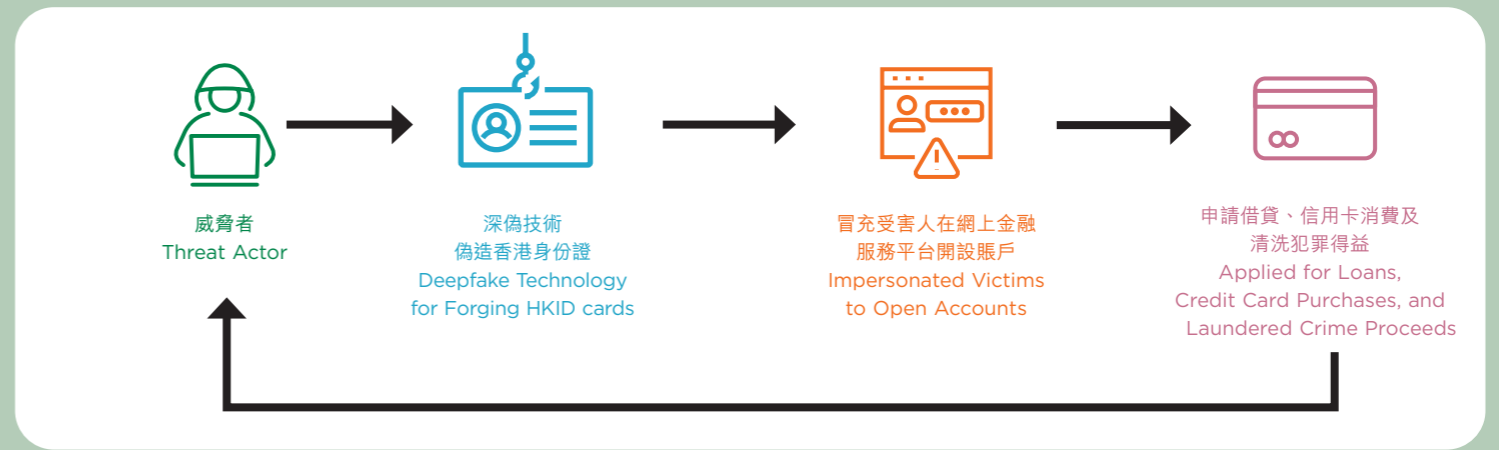 威脅者
Threat Actor
深偽技術
偽造香港身份證
Deepfake Technology
for Forging HKID cards
冒充受害人在網上金融
服務平台開設賬戶
Impersonated Victims
to Open Accounts
申請借貸、信用卡消費及
清洗犯罪得益
Applied for Loans,
Credit Card Purchases, and
Laundered Crime Proceeds